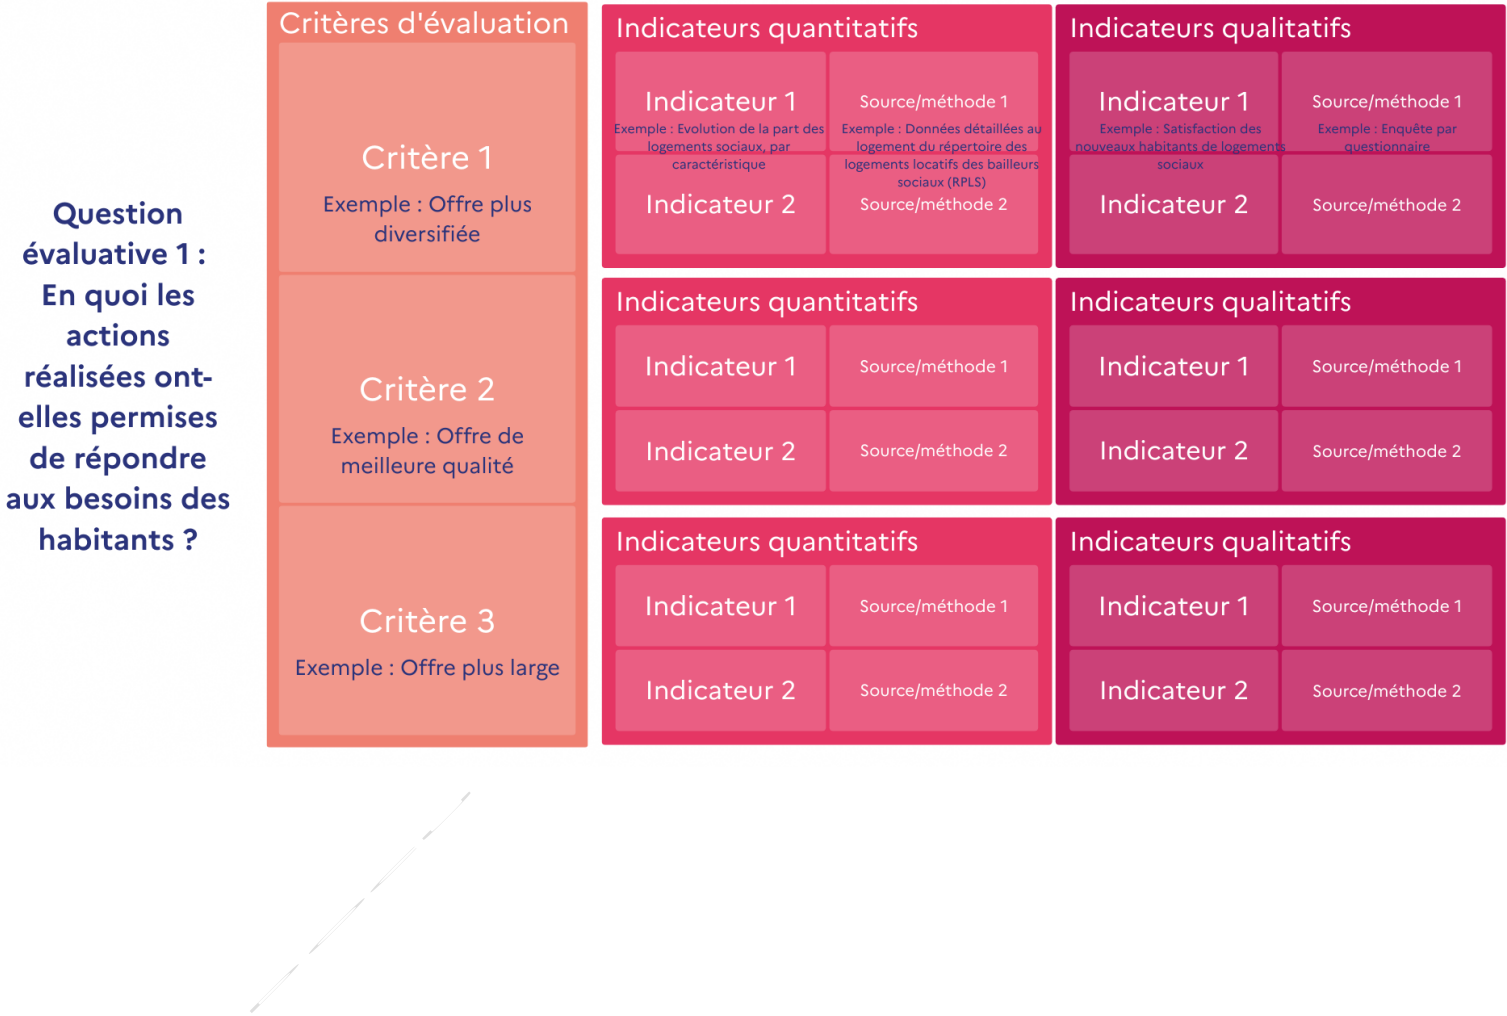 Question
évaluative 1 :
En quoi les
actions
réalisées ont-
elles permises
de répondre
aux besoins des
habitants ?
Critères d'évaluation
Critère 1
Exemple : Offre plus
diversifiée
Critère 2
Exemple : Offre de
meilleure qualité
Critère 3
Exemple : Offre plus large
Indicateurs quantitatifs
Indicateur 1
Exemple : Evolution de la part des
logements sociaux, par
caractéristique
Source/méthode 1
Exemple : Données détaillées au
logement du répertoire des
logements locatifs des bailleurs
sociaux (RPLS)
Indicateur 2
Source/méthode 2
Indicateurs qualitatifs
Indicateur 1
Exemple : Satisfaction des
nouveaux habitants de logements
sociaux
Source/méthode 1
Exemple : Enquête par
questionnaire
Indicateur 2
Source/méthode 2
Indicateurs quantitatifs
Indicateur 1
Source/méthode 1
Indicateur 2
Source/méthode 2
Indicateurs qualitatifs
Indicateur 1
Source/méthode 1
Indicateur 2
Source/méthode 2
Indicateurs quantitatifs
Indicateur 1
Source/méthode 1
Indicateur 2
Source/méthode 2
Indicateurs qualitatifs
Indicateur 1
Source/méthode 1
Indicateur 2
Source/méthode 2